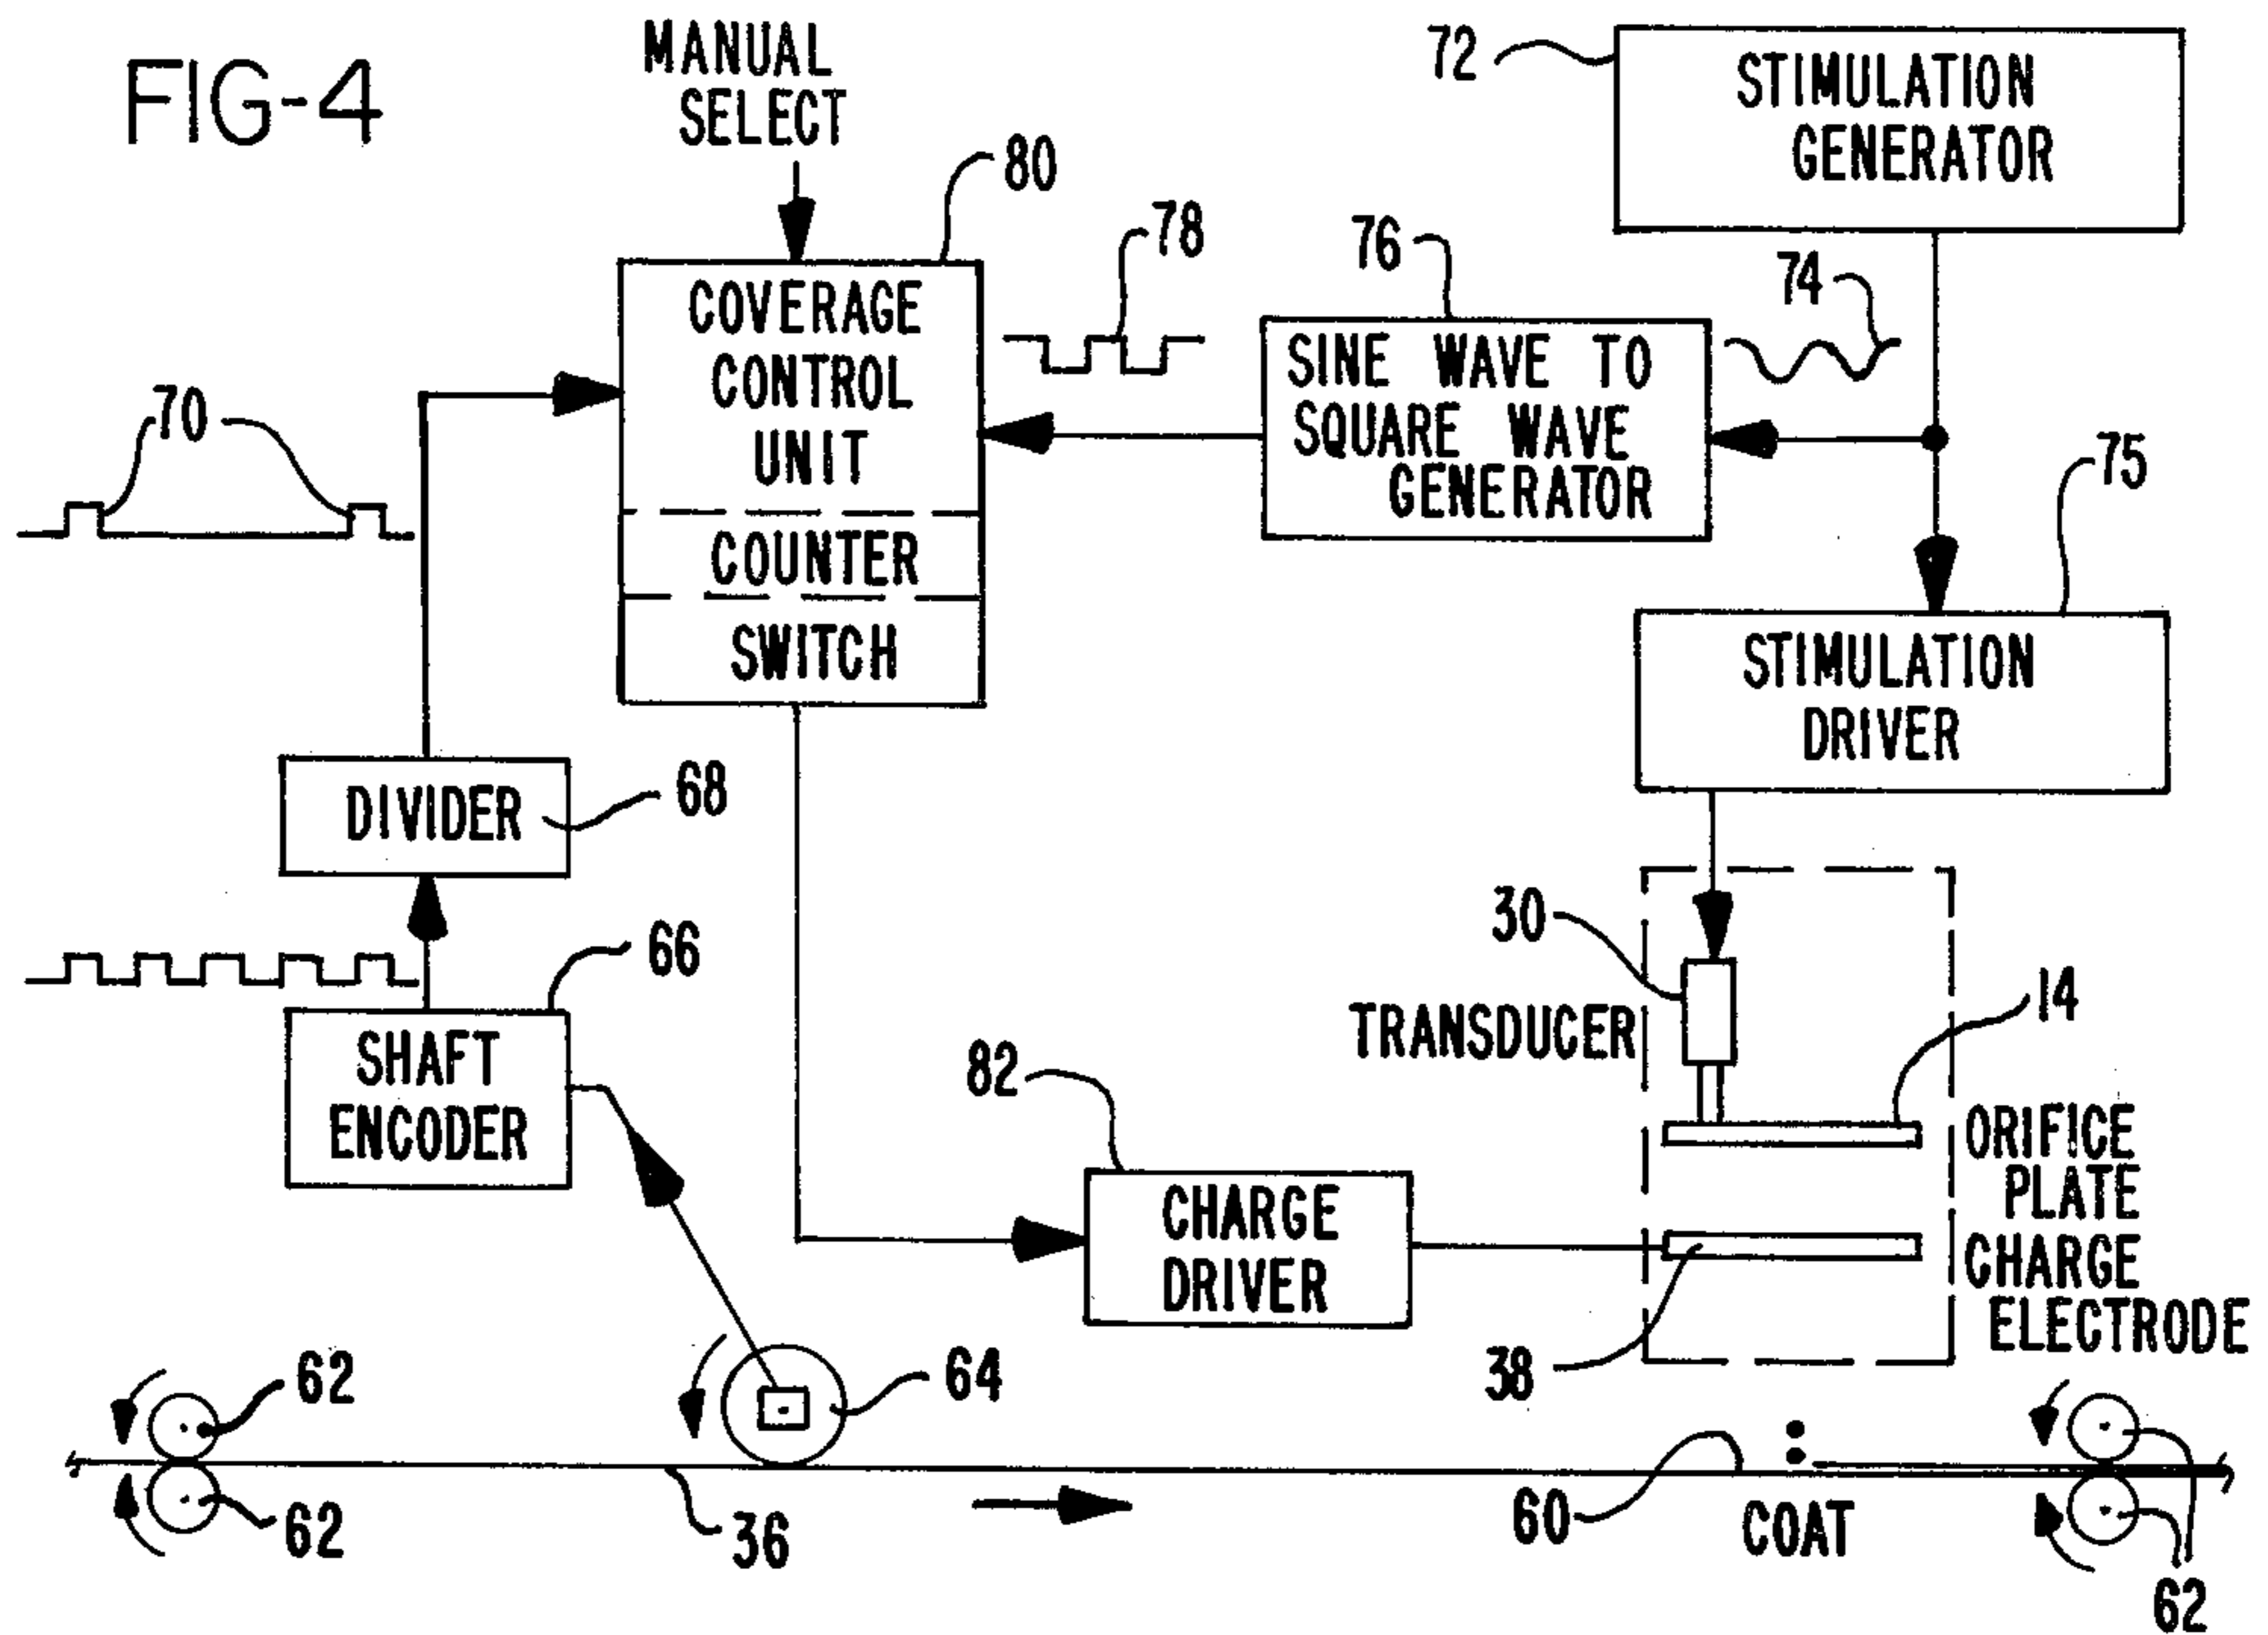 FIG-4
MANUAL
SELECT
80
78
72
STIMULATION
GENERATOR
76
74
COVERAGE
CONTROL
UNIT
COUNTER
SWITCH
SINE WAVE TO
SQUARE WAVE
GENERATOR
75
70
STIMULATION
DRIVER
DIVIDER
68
30
66
TRANSDUCER
14
SHAFT
ENCODER
82
ORIFICE
PLATE
CHARGE
DRIVER
CHARGE
ELECTRODE
38
62
64
62
36
60
COAT
62